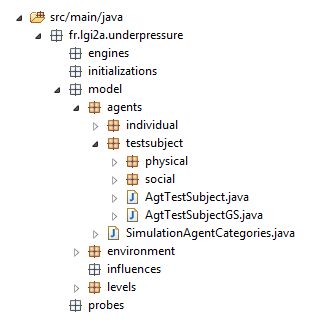 src/main/java
fr.lgi2a.underpressure
engines
initializations
model
agents
individual
testsubject
physical
social
AgtTestSubject.java
AgtTestSubjectGS.java
SimulationAgentCategories.java
environment
influences
levels
probes